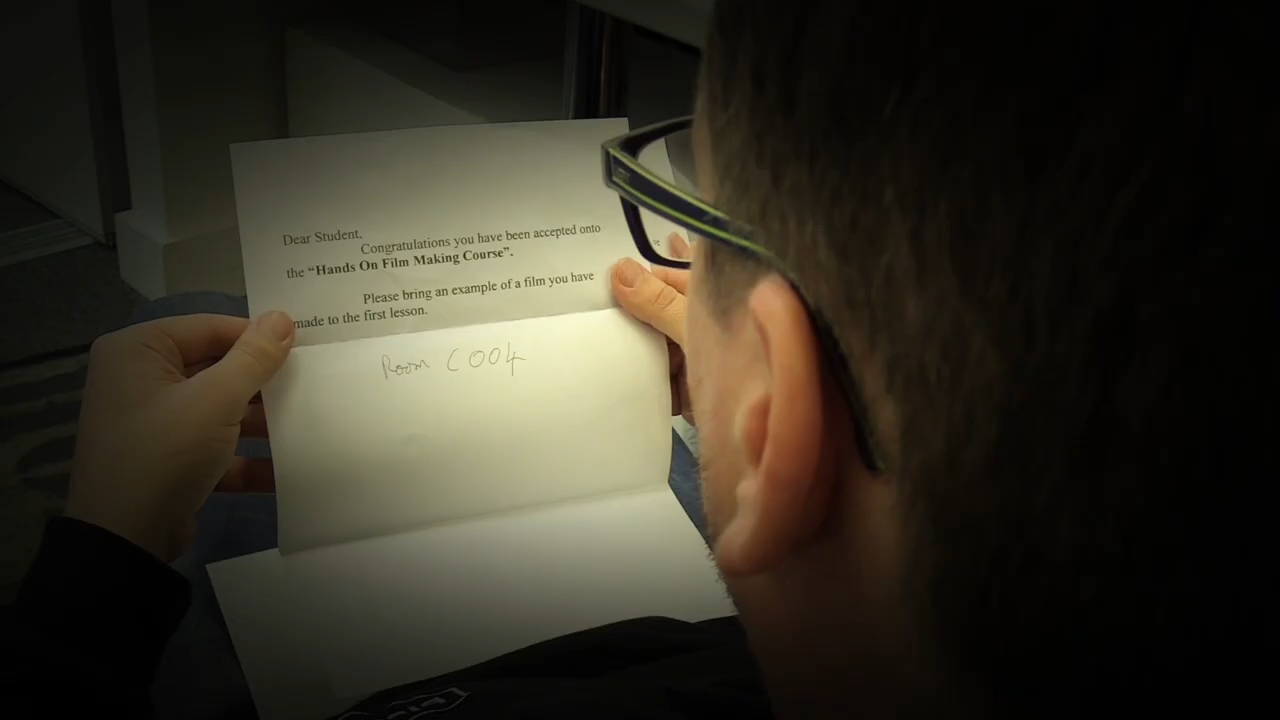 Dear Student,
Congratulations you have been accepted onto
the “Hands On Film Making Course”.
Please bring an example of a film you have
made to the first lesson.
Room C004